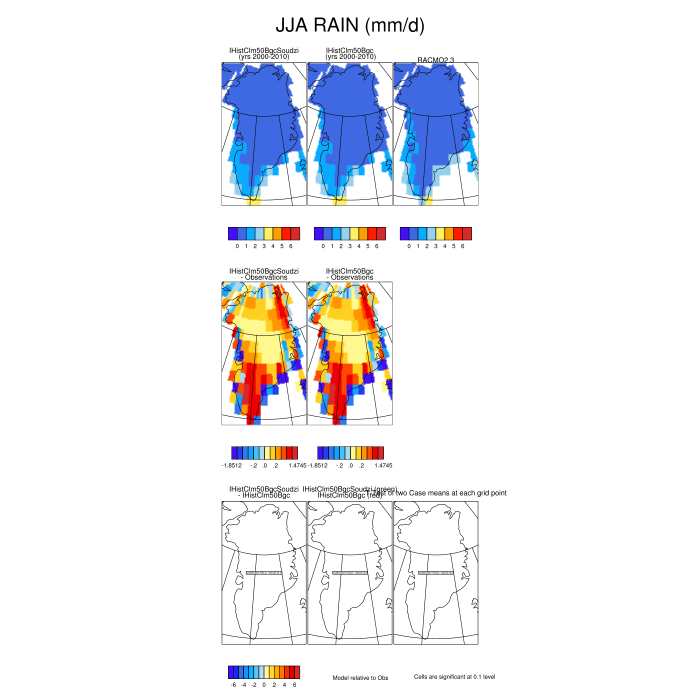 JJA RAIN (mm/d)
IHistClm50BgcSoudzi
(yrs 2000-2010)
IHistClm50Bgc
(yrs 2000-2010)
RACMO2.3
0 1 2 3 4 5 6
0 1 2 3 4 5 6
0 1 2 3 4 5 6
IHistClm50BgcSoudzi
- Observations
IHistClm50Bgc
- Observations
-1.8512 -.2 .0 .2 1.4745
-1.8512 -.2 .0 .2 1.4745
IHistClm50BgcSoudzi
- IHistClm50Bgc
IHistClm50BgcSoudzi (green)
IHistClm50Bgc (red)
of two Case means at each grid point
-6 -4 -2 0 2 4 6
Model relative to Obs
Cells are significant at 0.1 level